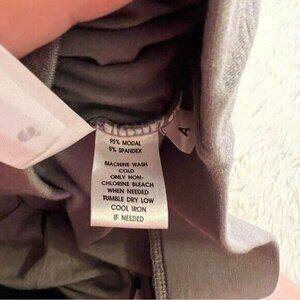 95% MODAL
5% SPANDEX
MACHINE WASH
COLD
ONLY NON-
CHLORINE BLEACH
WHEN NEEDED
TUMBLE DRY LOW
COOL IRON
IF NEEDED
A